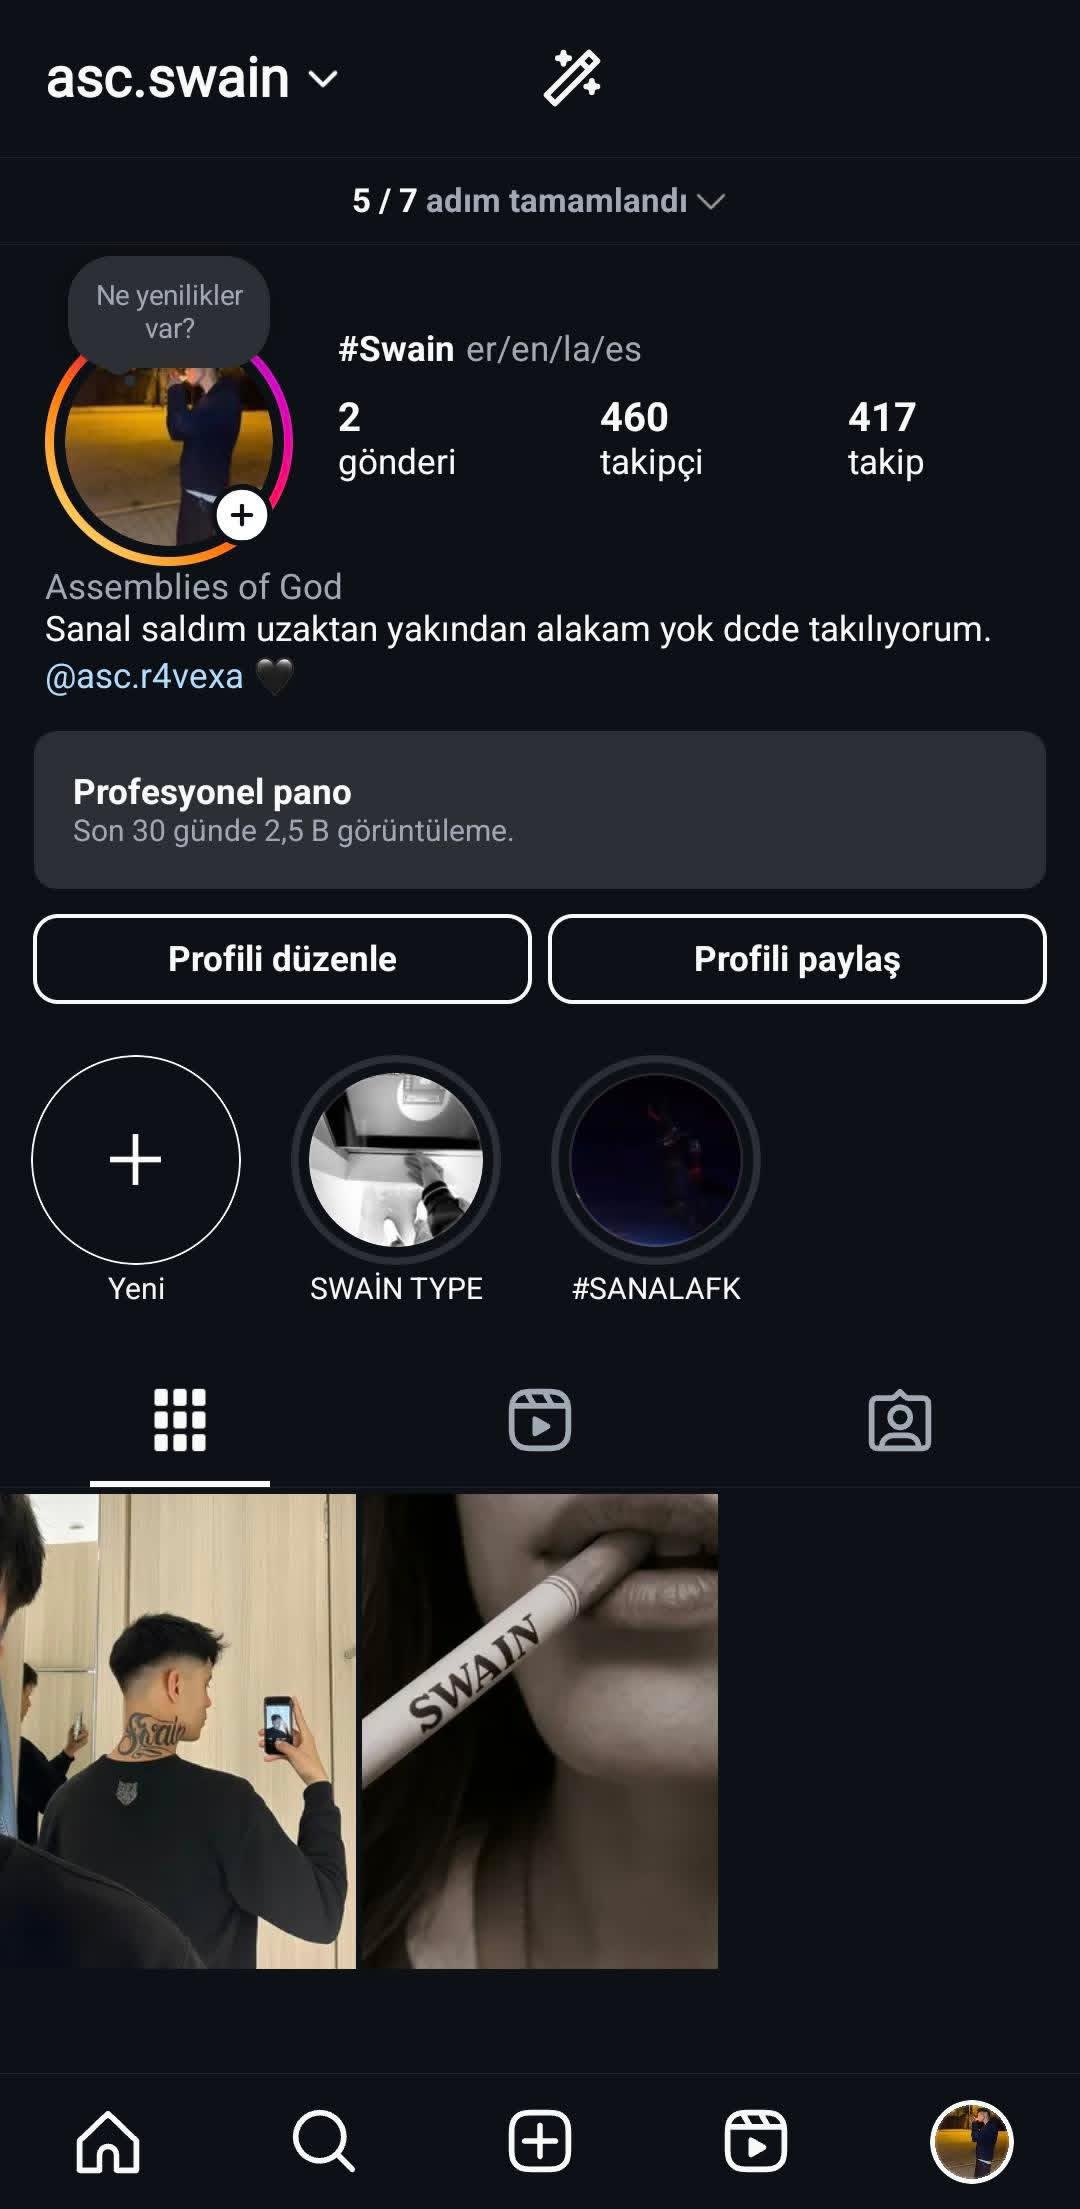 asc.swain
5 / 7 adım tamamlandı
Ne yenilikler
var?
#Swain er/en/la/es
2
gönderi
460
takipçi
417
takip
Assemblies of God
Sanal saldım uzaktan yakından alakam yok dcde takılıyorum.
@asc.r4vexa 🖤
Profesyonel pano
Son 30 günde 2,5 B görüntüleme.
Profili düzenle
Profili paylaş
Yeni
SWAİN TYPE
#SANALAFK
Swain
SWAIN